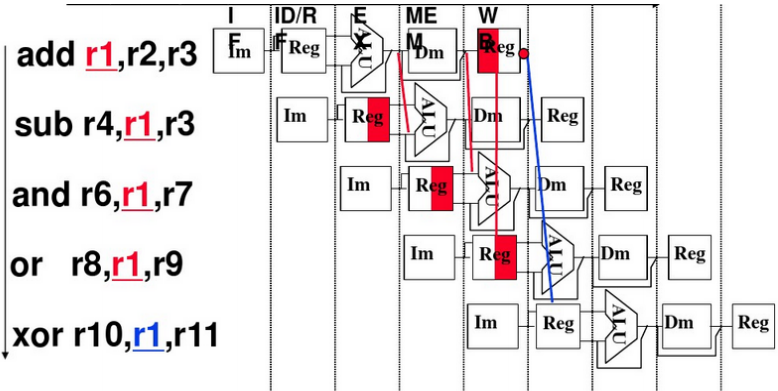 IF ID/RF EX MEM WB
add r1,r2,r3 Im Reg ALU Dm Reg
sub r4,r1,r3 Im Reg ALU Dm Reg
and r6,r1,r7 Im Reg ALU Dm Reg
or r8,r1,r9 Im Reg ALU Dm Reg
xor r10,r1,r11 Im Reg ALU Dm Reg